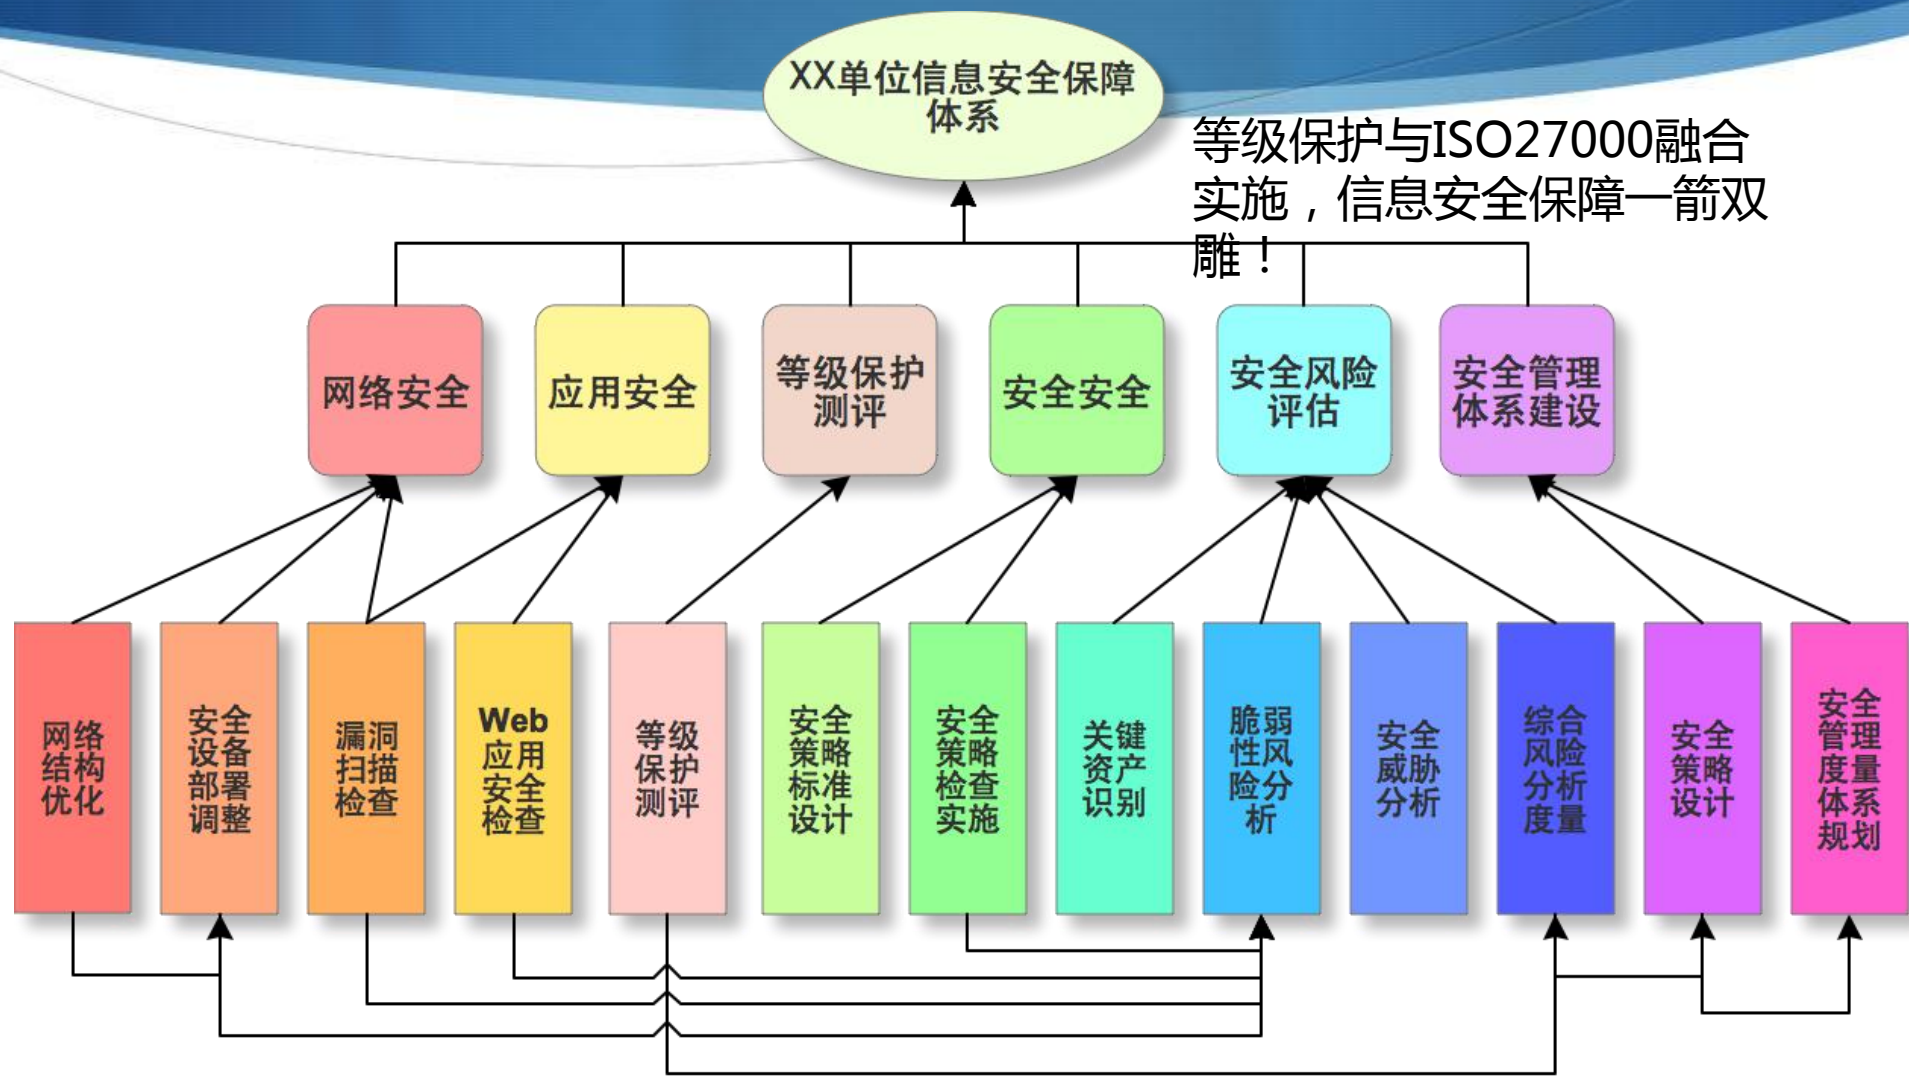 XX单位信息安全保障
体系
等级保护与ISO27000融合
实施，信息安全保障一箭双
雕！
网络安全
应用安全
等级保护
测评
安全安全
安全风险
评估
安全管理
体系建设
网络
结构
优化
安全
设备
部署
调整
漏洞
扫描
检查
Web
应用
安全
检查
等级
保护
测评
安全
策略
标准
设计
安全
策略
检查
实施
关键
资产
识别
脆弱
性风
险分
析
安全
威胁
分析
综合
风险
分析
度量
安全
策略
设计
安全
管理
度量
体系
规划